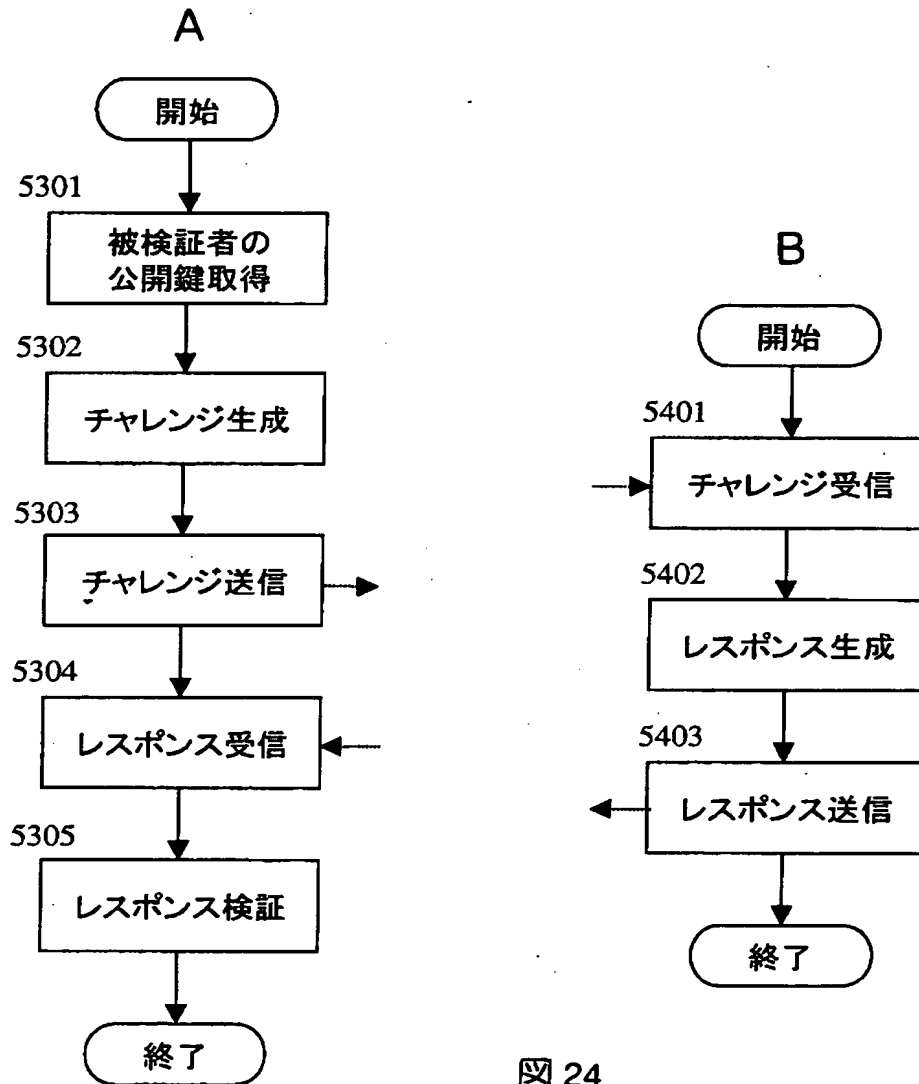 A
開始
5301
被検証者の
公開鍵取得
5302
チャレンジ生成
5303
チャレンジ送信
5304
レスポンス受信
5305
レスポンス検証
終了
B
開始
5401
チャレンジ受信
5402
レスポンス生成
5403
レスポンス送信
終了
図 24